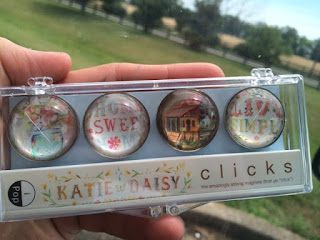 HOME
SWEET
LIVE
SIMPLY
Pop
KATIE DAISY
clicks